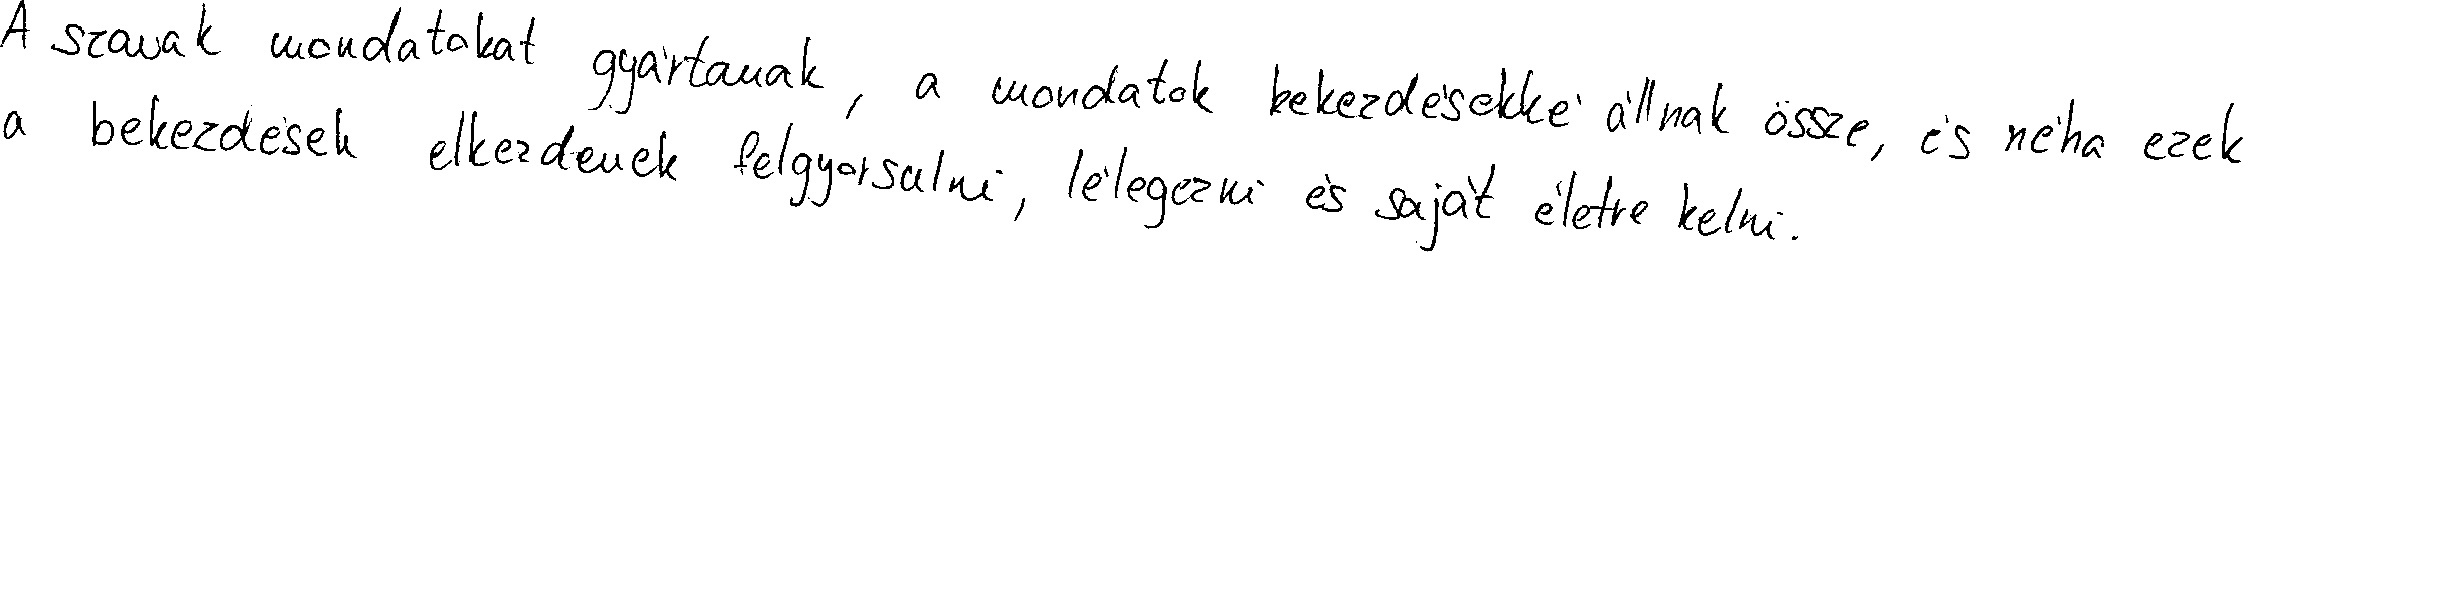 A szavak mondatokat gyártanak, a mondatok bekezdésekké állnak össze, és néha ezek
a bekezdések elkezdenek felgyorsulni, lélegezni és saját életre kelni.